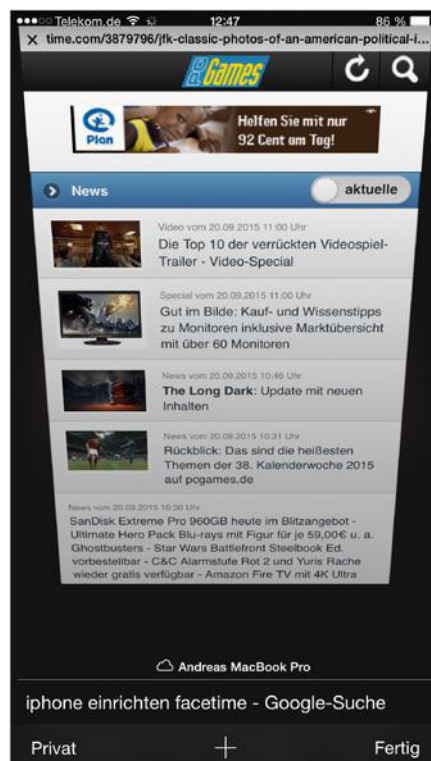 Telekom.de 12:47 86 %
× time.com/3879796/jfk-classic-photos-of-an-american-political-i...
PC Games
Plan
Helfen Sie mit nur
92 Cent am Tag!
News aktuelle
Video vom 20.09.2015 11:00 Uhr
Die Top 10 der verrückten Videospiel-
Trailer - Video-Special
Special vom 20.09.2015 11:00 Uhr
Gut im Bilde: Kauf- und Wissenstipps
zu Monitoren inklusive Marktübersicht
mit über 60 Monitoren
News vom 20.09.2015 10:46 Uhr
The Long Dark: Update mit neuen
Inhalten
News vom 20.09.2015 10:31 Uhr
Rückblick: Das sind die heißesten
Themen der 38. Kalenderwoche 2015
auf pcgames.de
News vom 20.09.2015 10:30 Uhr
SanDisk Extreme Pro 960GB heute im Blitzangebot -
Ultimate Hero Pack Blu-rays mit Figur für je 59,00€ u. a.
Ghostbusters - Star Wars Battlefront Steelbook Ed.
vorbestellbar - C&C Alarmstufe Rot 2 und Yuris Rache
wieder gratis verfügbar - Amazon Fire TV mit 4K Ultra
Andreas MacBook Pro
iphone einrichten facetime - Google-Suche
Privat + Fertig